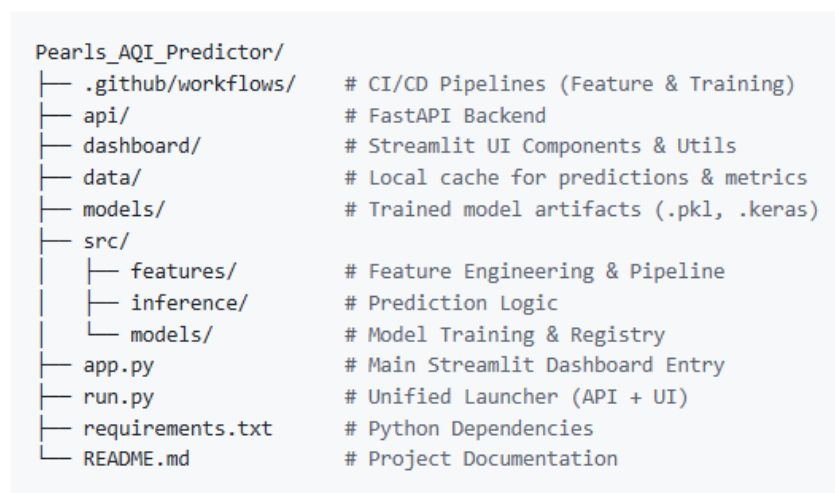 Pearls_AQI_Predictor/
├── .github/workflows/    # CI/CD Pipelines (Feature & Training)
├── api/                  # FastAPI Backend
├── dashboard/            # Streamlit UI Components & Utils
├── data/                 # Local cache for predictions & metrics
├── models/               # Trained model artifacts (.pkl, .keras)
├── src/
│   ├── features/         # Feature Engineering & Pipeline
│   ├── inference/        # Prediction Logic
│   └── models/           # Model Training & Registry
├── app.py                # Main Streamlit Dashboard Entry
├── run.py                # Unified Launcher (API + UI)
├── requirements.txt      # Python Dependencies
└── README.md             # Project Documentation